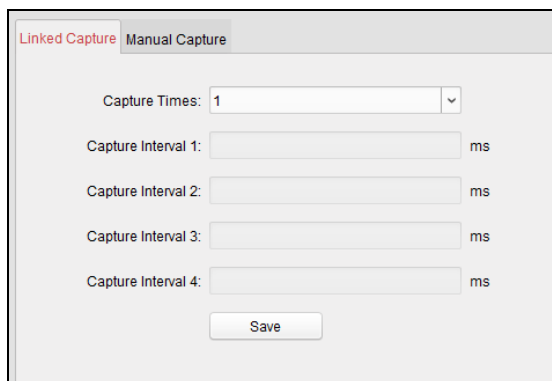 Linked Capture Manual Capture
Capture Times: 1
Capture Interval 1: ms
Capture Interval 2: ms
Capture Interval 3: ms
Capture Interval 4: ms
Save